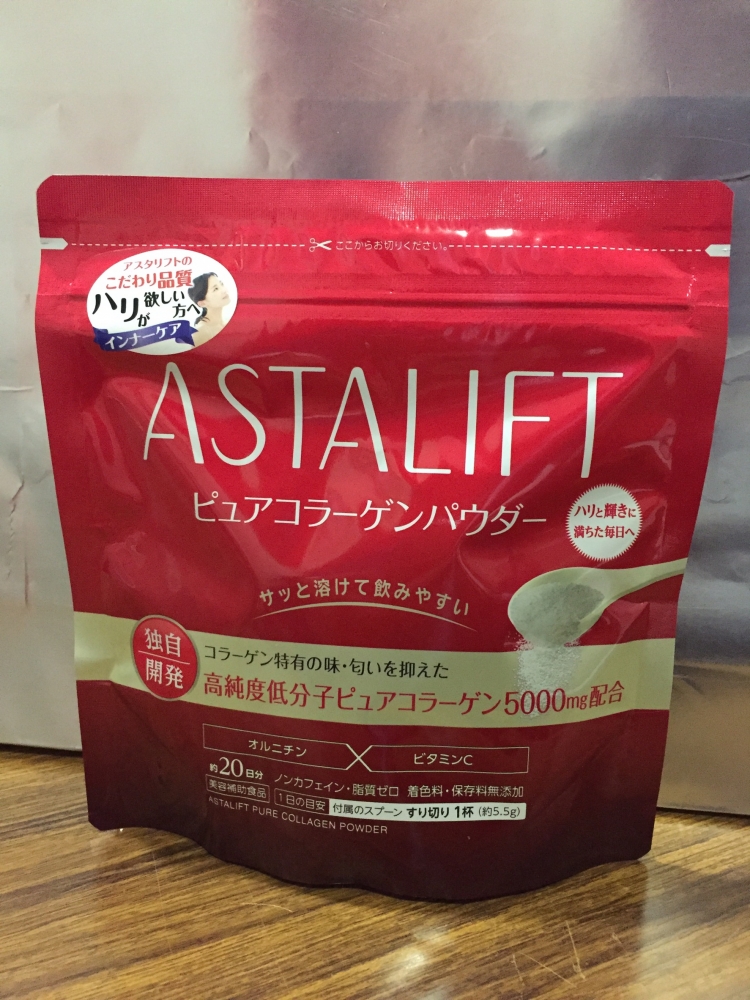 ここからお切りください。
アスタリフトの
こだわり品質
ハリが欲しい方へ
インナーケア
ASTALIFT
ピュアコラーゲンパウダー
ハリと輝きに
満ちた毎日へ
サッと溶けて飲みやすい
独自
開発
コラーゲン特有の味・匂いを抑えた
高純度低分子ピュアコラーゲン5000mg配合
オルニチン
ビタミンC
約20日分
ノンカフェイン・脂質ゼロ 着色料・保存料無添加
美容補助食品
1日の目安 付属のスプーン すり切り1杯 (約5.5g)
ASTALIFT PURE COLLAGEN POWDER